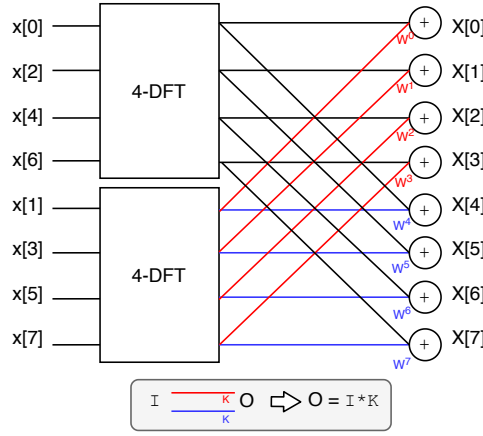 x[0] W⁰ + X[0]
x[2] W¹ + X[1]
4-DFT
x[4] W² + X[2]
x[6] W³ + X[3]
x[1] W⁴ + X[4]
x[3] W⁵ + X[5]
4-DFT
x[5] W⁶ + X[6]
x[7] W⁷ + X[7]
I K K O O = I*K